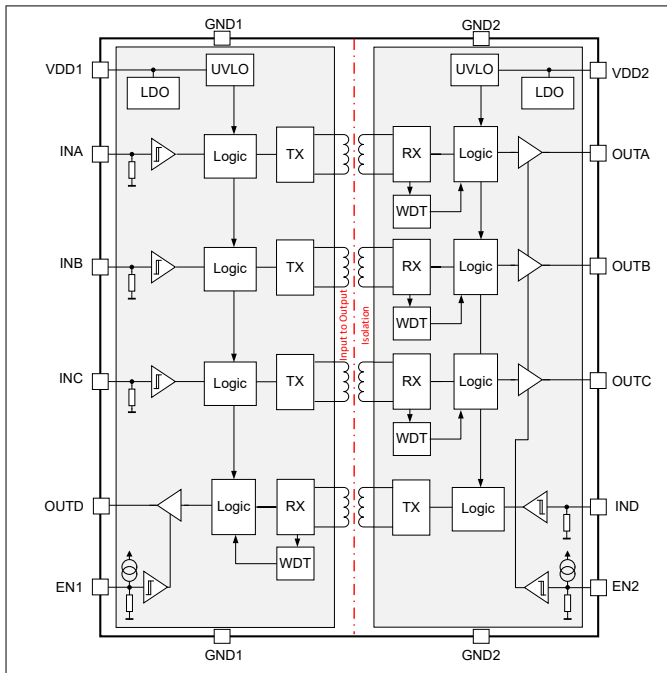 GND1
GND2
VDD1
UVLO
LDO
UVLO
LDO
VDD2
INA
Logic
TX
RX
Logic
OUTA
WDT
INB
Logic
TX
RX
Logic
OUTB
WDT
Input to Output
Isolation
INC
Logic
TX
RX
Logic
OUTC
WDT
OUTD
Logic
RX
TX
Logic
IND
WDT
EN1
EN2
GND1
GND2